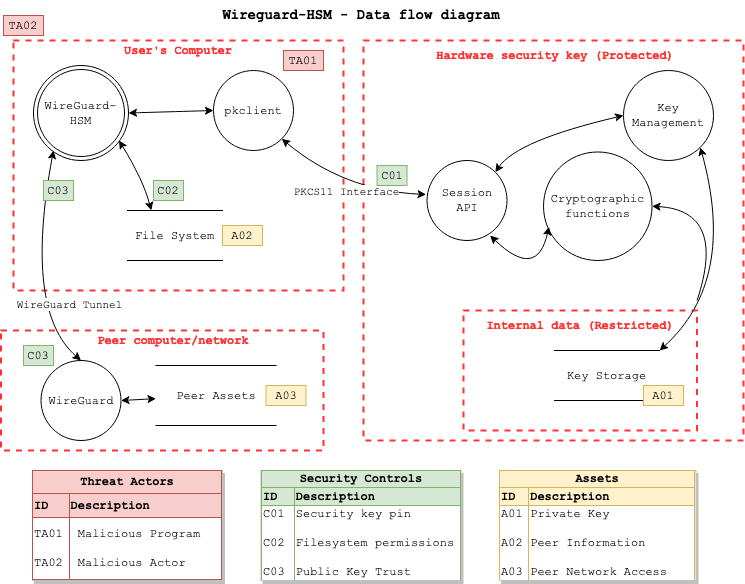 Wireguard-HSM - Data flow diagram
TA02
User's Computer
Hardware security key (Protected)
TA01
WireGuard-
HSM
pkclient
Key
Management
C01
C03
C02
PKCS11 Interface
Session
API
Cryptographic
functions
File System
A02
WireGuard Tunnel
Internal data (Restricted)
Peer computer/network
C03
Key Storage
WireGuard
Peer Assets
A03
A01
Threat Actors
ID Description
TA01 Malicious Program
TA02 Malicious Actor
Security Controls
ID Description
C01 Security key pin
C02 Filesystem permissions
C03 Public Key Trust
Assets
ID Description
A01 Private Key
A02 Peer Information
A03 Peer Network Access